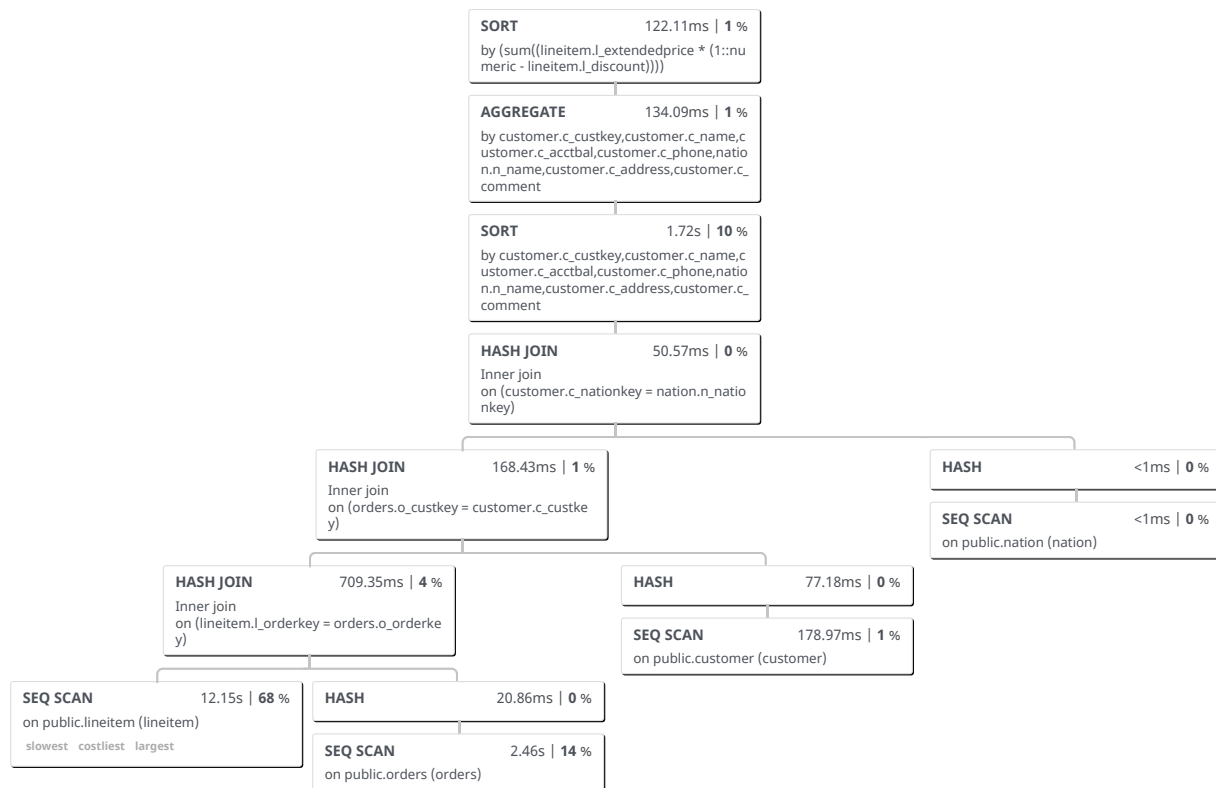 SORT 122.11ms | 1 %
by (sum((lineitem.l_extendedprice * (1::nu
meric - lineitem.l_discount))))
AGGREGATE 134.09ms | 1 %
by customer.c_custkey,customer.c_name,c
ustomer.c_acctbal,customer.c_phone,natio
n.n_name,customer.c_address,customer.c_
comment
SORT 1.72s | 10 %
by customer.c_custkey,customer.c_name,c
ustomer.c_acctbal,customer.c_phone,natio
n.n_name,customer.c_address,customer.c_
comment
HASH JOIN 50.57ms | 0 %
Inner join
on (customer.c_nationkey = nation.n_natio
nkey)
HASH JOIN 168.43ms | 1 %
Inner join
on (orders.o_custkey = customer.c_custke
y)
HASH <1ms | 0 %
SEQ SCAN <1ms | 0 %
on public.nation (nation)
HASH JOIN 709.35ms | 4 %
Inner join
on (lineitem.l_orderkey = orders.o_orderke
y)
HASH 77.18ms | 0 %
SEQ SCAN 178.97ms | 1 %
on public.customer (customer)
SEQ SCAN 12.15s | 68 %
on public.lineitem (lineitem)
slowest costliest largest
HASH 20.86ms | 0 %
SEQ SCAN 2.46s | 14 %
on public.orders (orders)